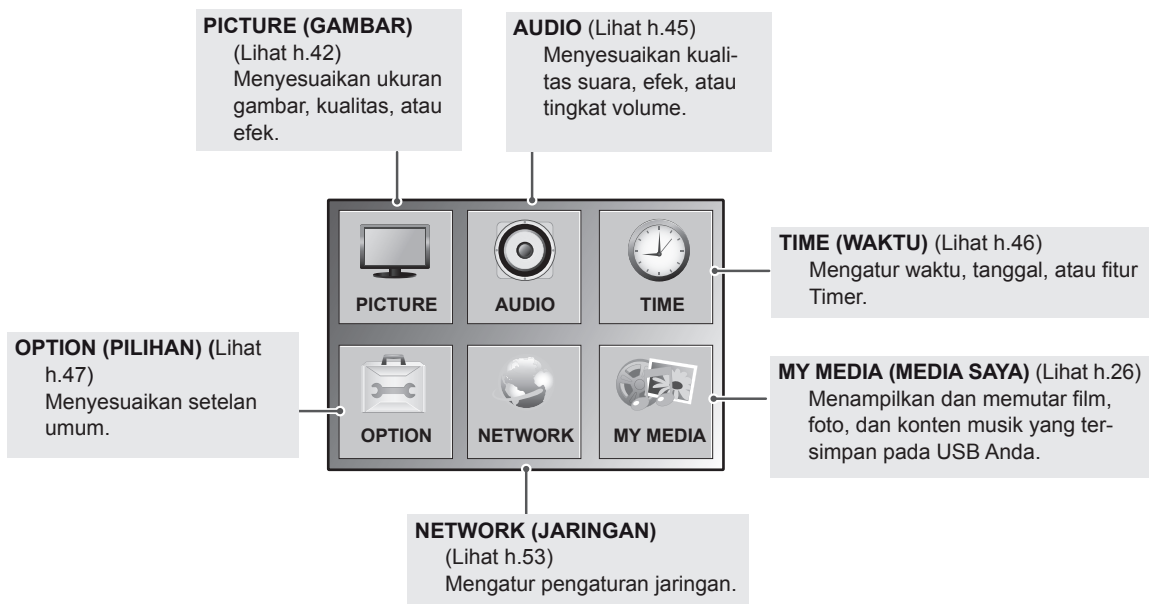 PICTURE (GAMBAR)
(Lihat h.42)
Menyesuaikan ukuran
gambar, kualitas, atau
efek.
AUDIO (Lihat h.45)
Menyesuaikan kuali-
tas suara, efek, atau
tingkat volume.
PICTURE
AUDIO
TIME
OPTION
NETWORK
MY MEDIA
TIME (WAKTU) (Lihat h.46)
Mengatur waktu, tanggal, atau fitur
Timer.
OPTION (PILIHAN) (Lihat
h.47)
Menyesuaikan setelan
umum.
MY MEDIA (MEDIA SAYA) (Lihat h.26)
Menampilkan dan memutar film,
foto, dan konten musik yang ter-
simpan pada USB Anda.
NETWORK (JARINGAN)
(Lihat h.53)
Mengatur pengaturan jaringan.